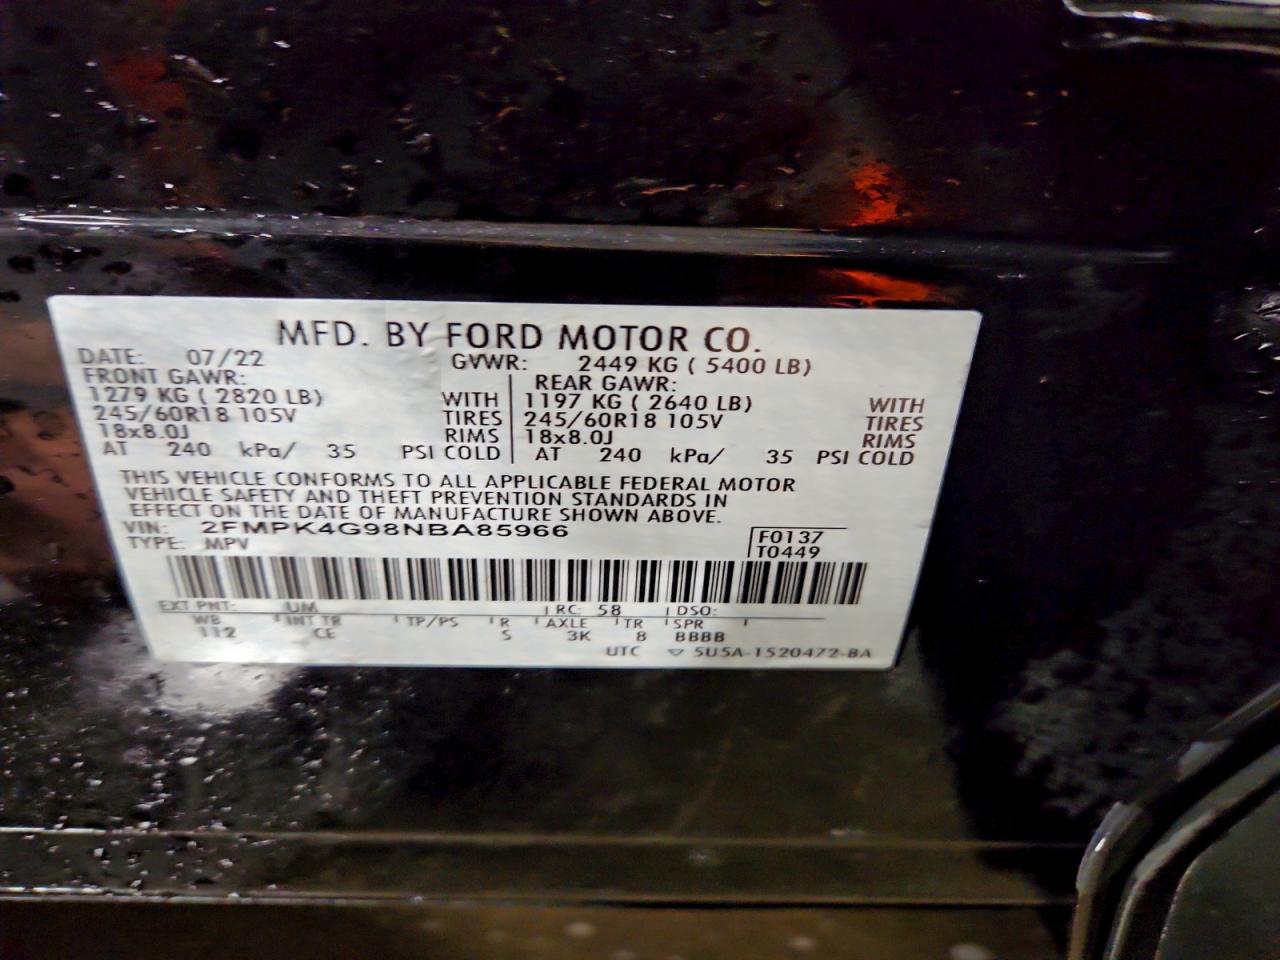 MFD. BY FORD MOTOR CO.
DATE: 07/22 GVWR: 2449 KG ( 5400 LB)
FRONT GAWR: REAR GAWR:
1279 KG ( 2820 LB) WITH 1197 KG ( 2640 LB) WITH
245/60R18 105V TIRES 245/60R18 105V TIRES
18x8.0J RIMS 18x8.0J RIMS
AT 240 kPa/ 35 PSI COLD AT 240 kPa/ 35 PSI COLD
THIS VEHICLE CONFORMS TO ALL APPLICABLE FEDERAL MOTOR
VEHICLE SAFETY AND THEFT PREVENTION STANDARDS IN
EFFECT ON THE DATE OF MANUFACTURE SHOWN ABOVE.
VIN: 2FMPK4G98NBA85966 F0137
TYPE: MPV T0449
EXT PNT: UM RC: 58 DSO:
WB INT TR TP/PS R AXLE TR SPR
112 CE S 3K 8 BBBB
UTC ▽ 5U5A-1520472-BA